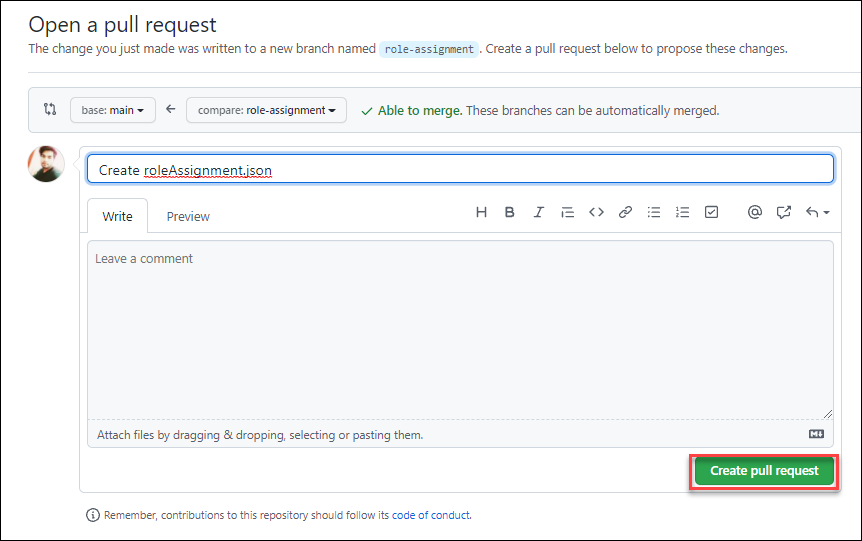 Open a pull request
The change you just made was written to a new branch named role-assignment. Create a pull request below to propose these changes.
base: main compare: role-assignment Able to merge. These branches can be automatically merged.
Create roleAssignment.json
Write Preview
Leave a comment
Attach files by dragging & dropping, selecting or pasting them.
Create pull request
Remember, contributions to this repository should follow its code of conduct.